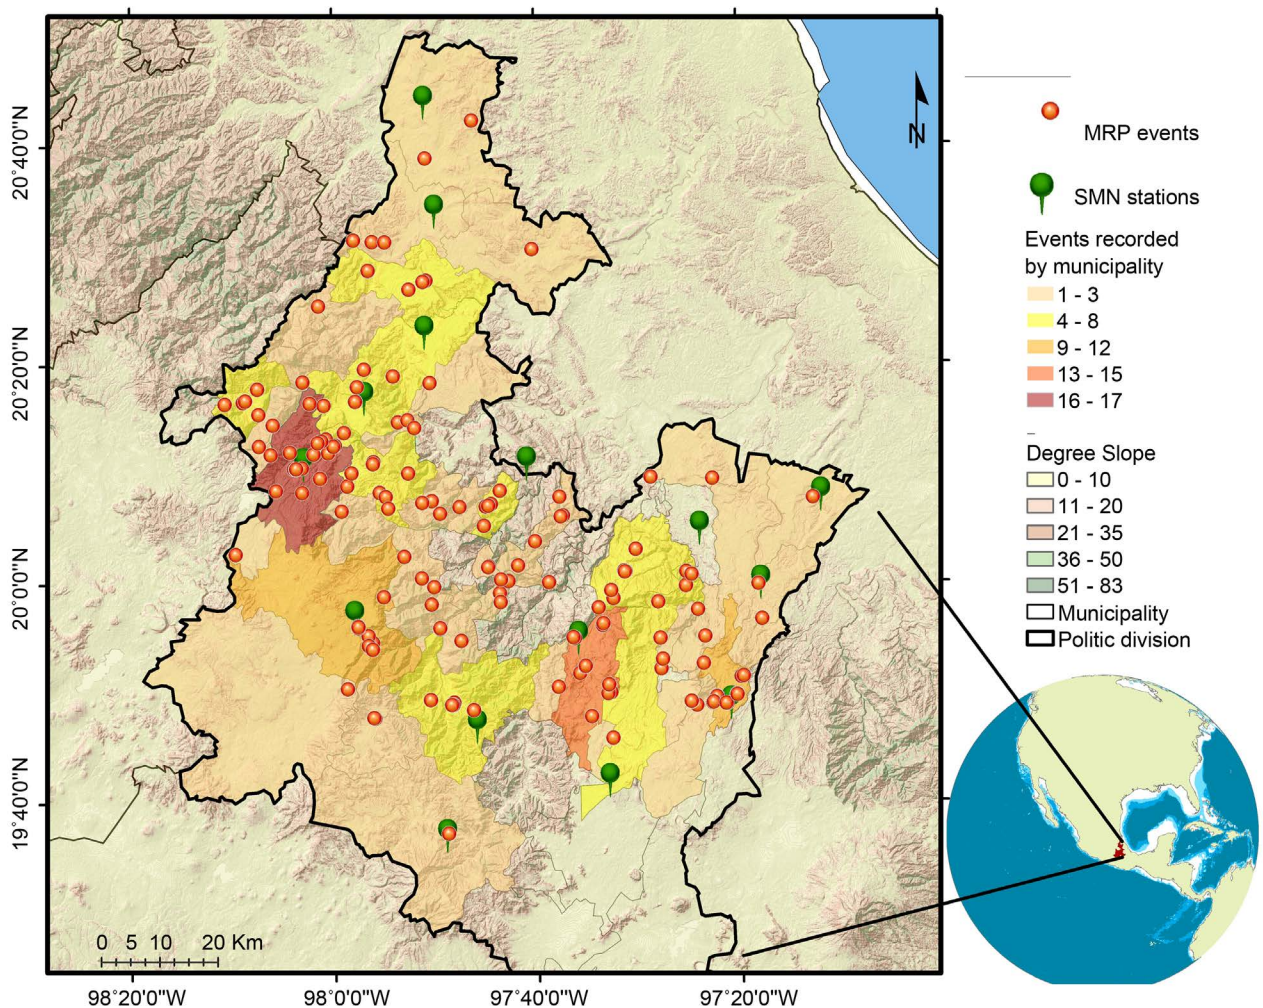 20°40'0"N
20°20'0"N
20°0'0"N
19°40'0"N
N
0 5 10 20 Km
98°20'0"W 98°0'0"W 97°40'0"W 97°20'0"W
MRP events
SMN stations
Events recorded
by municipality
1 - 3
4 - 8
9 - 12
13 - 15
16 - 17
Degree Slope
0 - 10
11 - 20
21 - 35
36 - 50
51 - 83
Municipality
Politic division